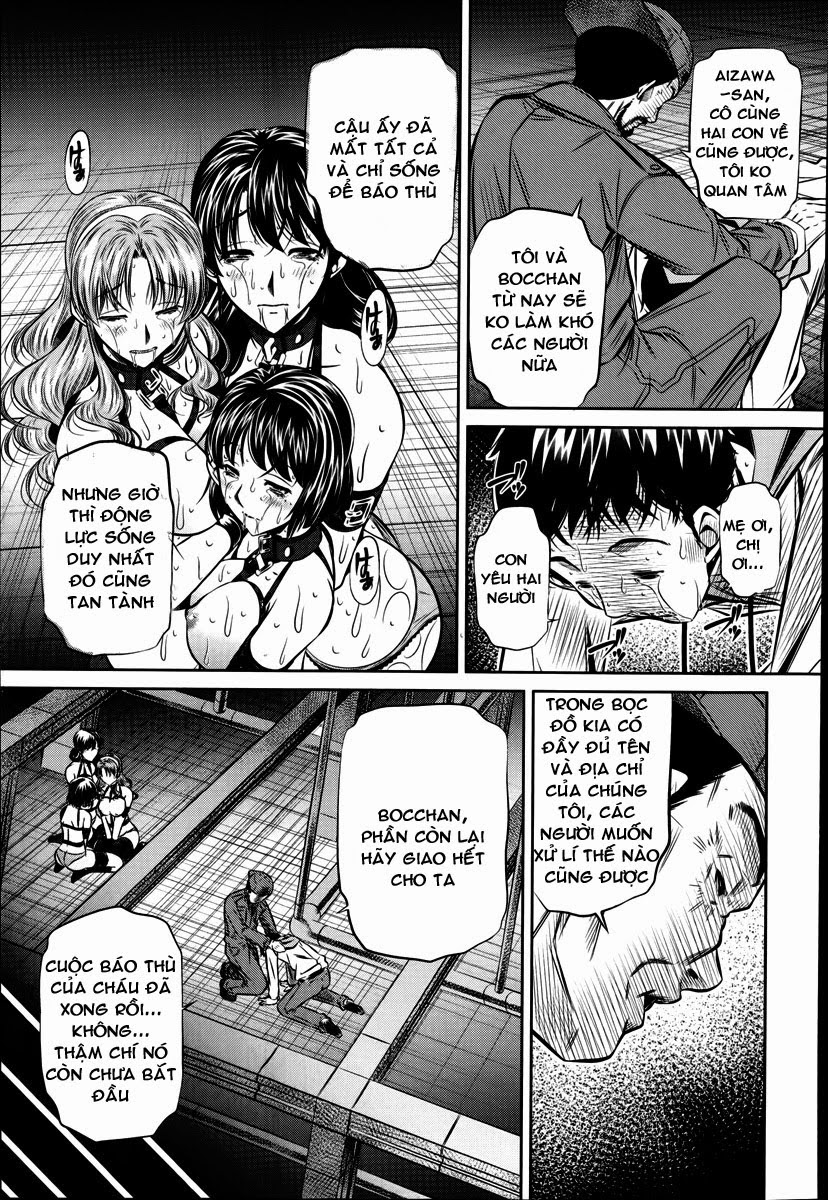 AIZAWA
-SAN,
CÔ CÙNG
HAI CON VỀ
CŨNG ĐƯỢC,
TÔI KO
QUAN TÂM
TÔI VÀ
BOCCHAN
TỪ NAY SẼ
KO LÀM KHÓ
CÁC NGƯỜI
NỮA
CẬU ẤY ĐÃ
MẤT TẤT CẢ
VÀ CHỈ SỐNG
ĐỂ BÁO THÙ
NHƯNG GIỜ
THÌ ĐỘNG
LỰC SỐNG
DUY NHẤT
ĐÓ CŨNG
TAN TÀNH
MẸ ƠI,
CHỊ
ƠI...
CON
YÊU HAI
NGƯỜI
TRONG BỌC
ĐỒ KIA CÓ
ĐẦY ĐỦ TÊN
VÀ ĐỊA CHỈ
CỦA CHÚNG
TÔI, CÁC
NGƯỜI MUỐN
XỬ LÍ THẾ NÀO
CŨNG ĐƯỢC
BOCCHAN,
PHẦN CÒN LẠI
HÃY GIAO HẾT
CHO TA
CUỘC BÁO THÙ
CỦA CHÁU ĐÃ
XONG RỒI...
KHÔNG...
THẬM CHÍ NÓ
CÒN CHƯA BẮT
ĐẦU